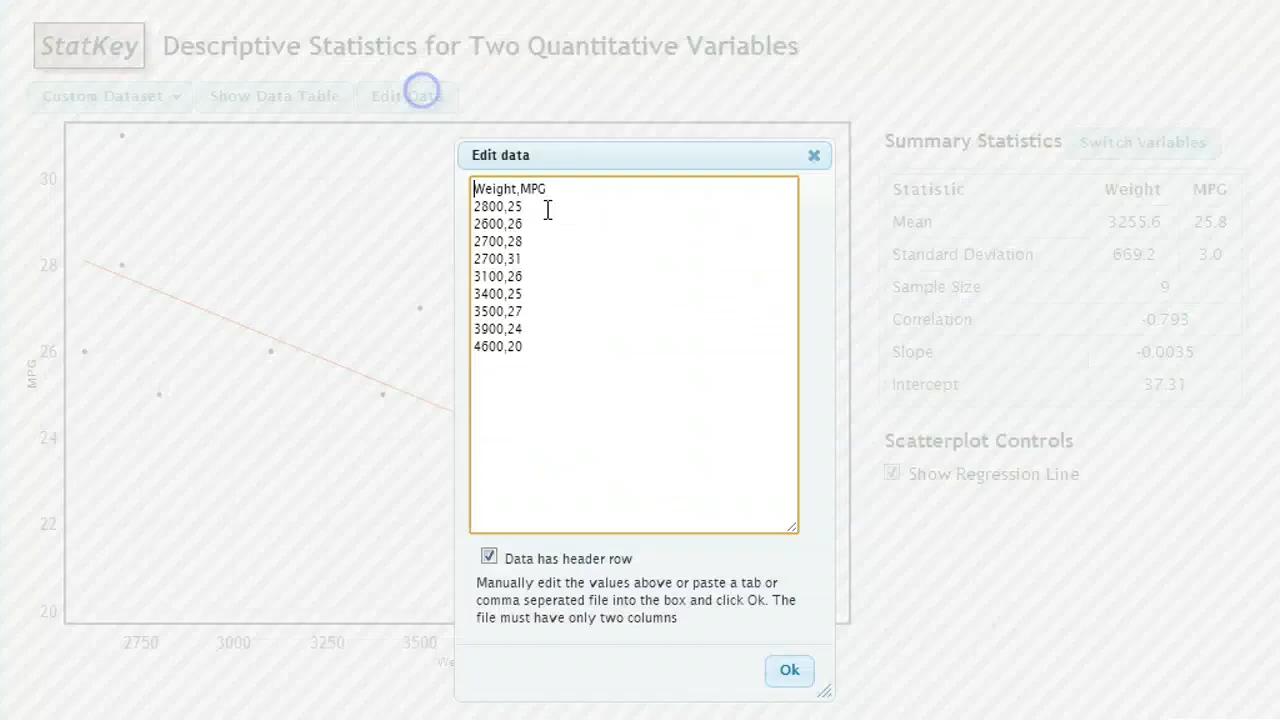 StatKey Descriptive Statistics for Two Quantitative Variables
Custom Dataset Show Data Table Edit Data
Edit data
Weight,MPG
2800,25
2600,26
2700,28
2700,31
3100,26
3400,25
3500,27
3900,24
4600,20
Data has header row
Manually edit the values above or paste a tab or
comma seperated file into the box and click Ok. The
file must have only two columns
Ok
30
28
26
24
22
20
MPG
2750 3000 3250 3500
We
Summary Statistics Switch Variables
Statistic Weight MPG
Mean 3255.6 25.8
Standard Deviation 669.2 3.0
Sample Size 9
Correlation -0.793
Slope -0.0035
Intercept 37.31
Scatterplot Controls
Show Regression Line